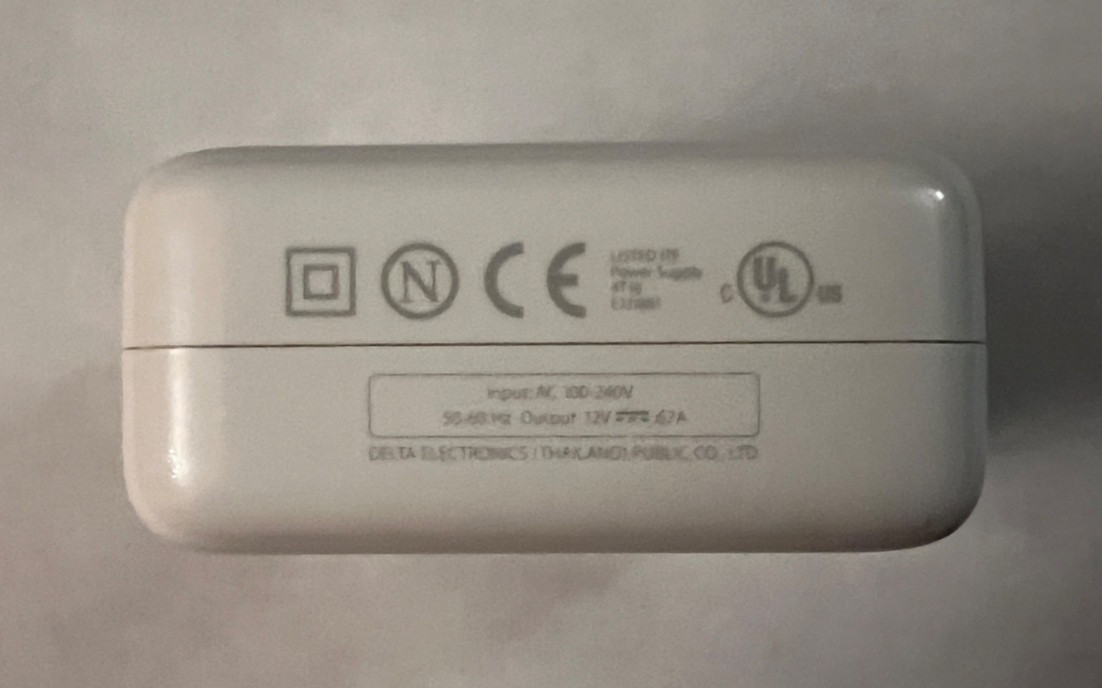 N CE
LISTED ITE
Power Supply
c UL US
Input: AC 100-240V
50-60 Hz Output 12V .67A
DELTA ELECTRONICS (THAILAND) PUBLIC CO., LTD